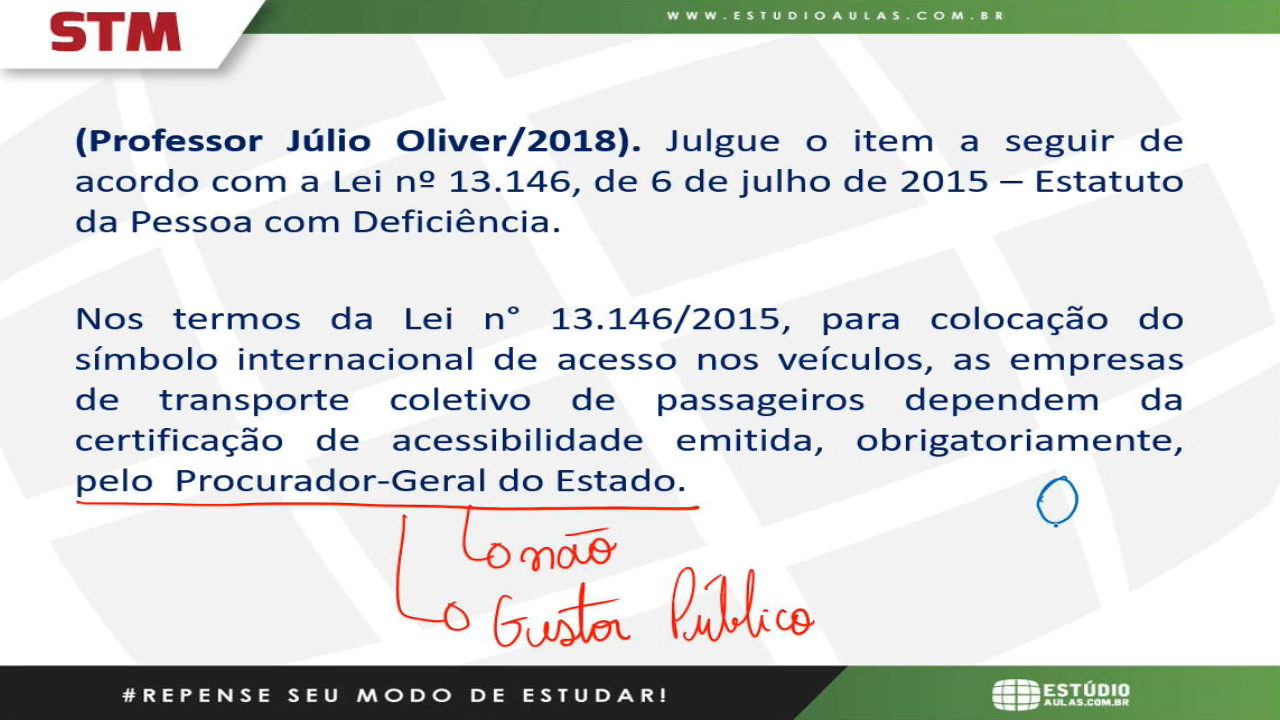 WWW.ESTUDIOAULAS.COM.BR
STM
(Professor Júlio Oliver/2018). Julgue o item a seguir de
acordo com a Lei nº 13.146, de 6 de julho de 2015 – Estatuto
da Pessoa com Deficiência.
Nos termos da Lei n° 13.146/2015, para colocação do
símbolo internacional de acesso nos veículos, as empresas
de transporte coletivo de passageiros dependem da
certificação de acessibilidade emitida, obrigatoriamente,
pelo Procurador-Geral do Estado.
não
Gestor Público
#REPENSE SEU MODO DE ESTUDAR!
ESTÚDIO
AULAS.COM.BR